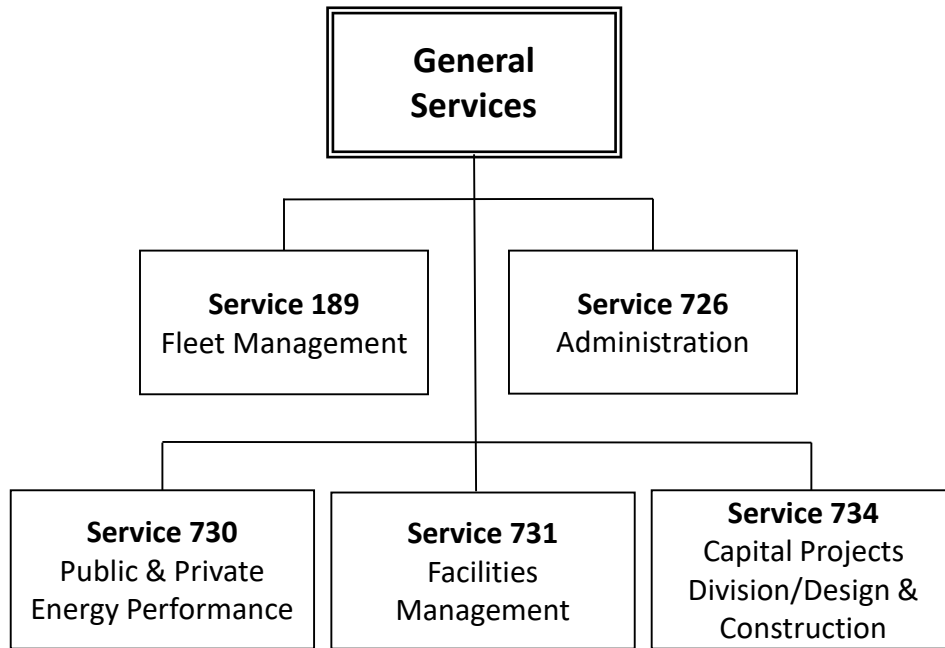 General
Services
Service 189
Fleet Management
Service 726
Administration
Service 730
Public & Private
Energy Performance
Service 731
Facilities
Management
Service 734
Capital Projects
Division/Design &
Construction